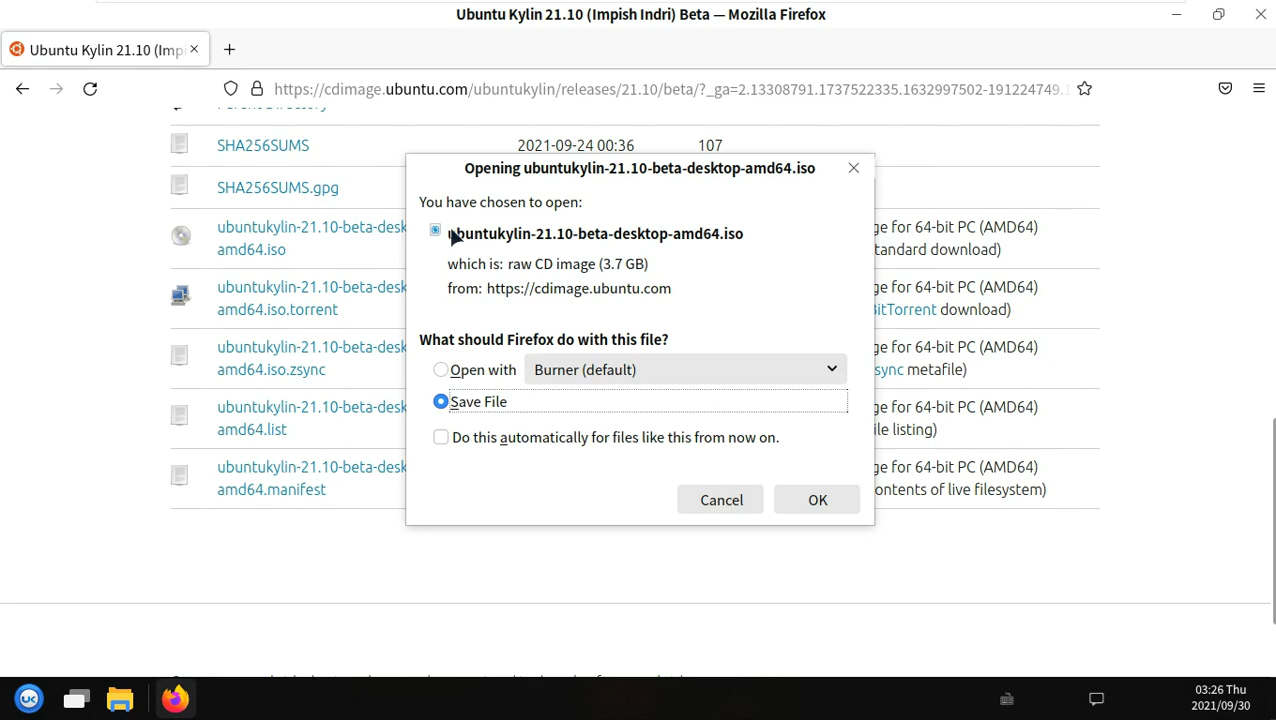 Ubuntu Kylin 21.10 (Impish Indri) Beta — Mozilla Firefox
Ubuntu Kylin 21.10 (Impi
https://cdimage.ubuntu.com/ubuntukylin/releases/21.10/beta/?_ga=2.13308791.1737522335.1632997502-191224749.
SHA256SUMS 2021-09-24 00:36 107
SHA256SUMS.gpg
ubuntukylin-21.10-beta-desk
amd64.iso
ge for 64-bit PC (AMD64)
tandard download)
ubuntukylin-21.10-beta-desk
amd64.iso.torrent
ge for 64-bit PC (AMD64)
BitTorrent download)
ubuntukylin-21.10-beta-desk
amd64.iso.zsync
ge for 64-bit PC (AMD64)
sync metafile)
ubuntukylin-21.10-beta-desk
amd64.list
ge for 64-bit PC (AMD64)
ile listing)
ubuntukylin-21.10-beta-desk
amd64.manifest
ge for 64-bit PC (AMD64)
ontents of live filesystem)
Opening ubuntukylin-21.10-beta-desktop-amd64.iso
You have chosen to open:
ubuntukylin-21.10-beta-desktop-amd64.iso
which is: raw CD image (3.7 GB)
from: https://cdimage.ubuntu.com
What should Firefox do with this file?
Open with Burner (default)
Save File
Do this automatically for files like this from now on.
Cancel OK
UK
03:26 Thu
2021/09/30